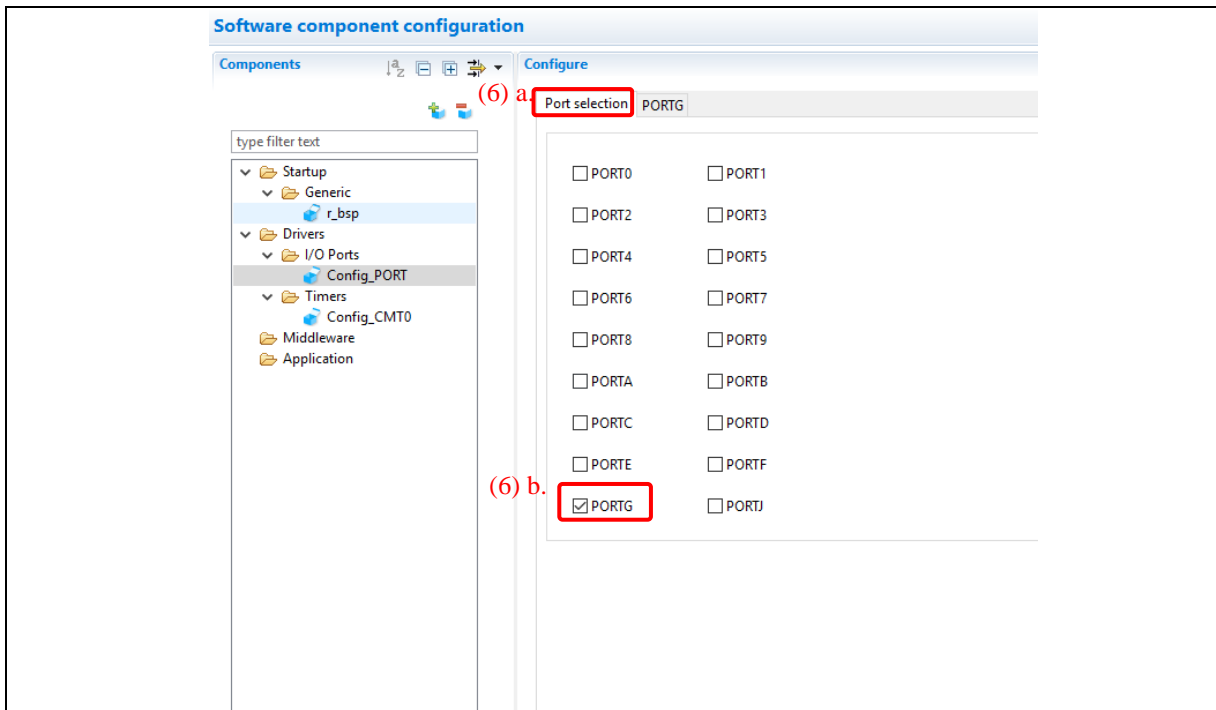 Software component configuration
Components
Configure
(6) a.
Port selection PORTG
type filter text
Startup
Generic
r_bsp
Drivers
I/O Ports
Config_PORT
Timers
Config_CMT0
Middleware
Application
PORT0 PORT1
PORT2 PORT3
PORT4 PORT5
PORT6 PORT7
PORT8 PORT9
PORTA PORTB
PORTC PORTD
PORTE PORTF
(6) b.
PORTG PORTJ